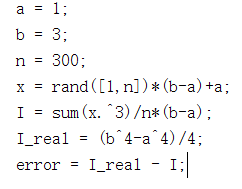 a = 1;
b = 3;
n = 300;
x = rand([1,n])*(b-a)+a;
I = sum(x.^3)/n*(b-a);
I_real = (b^4-a^4)/4;
error = I_real - I;